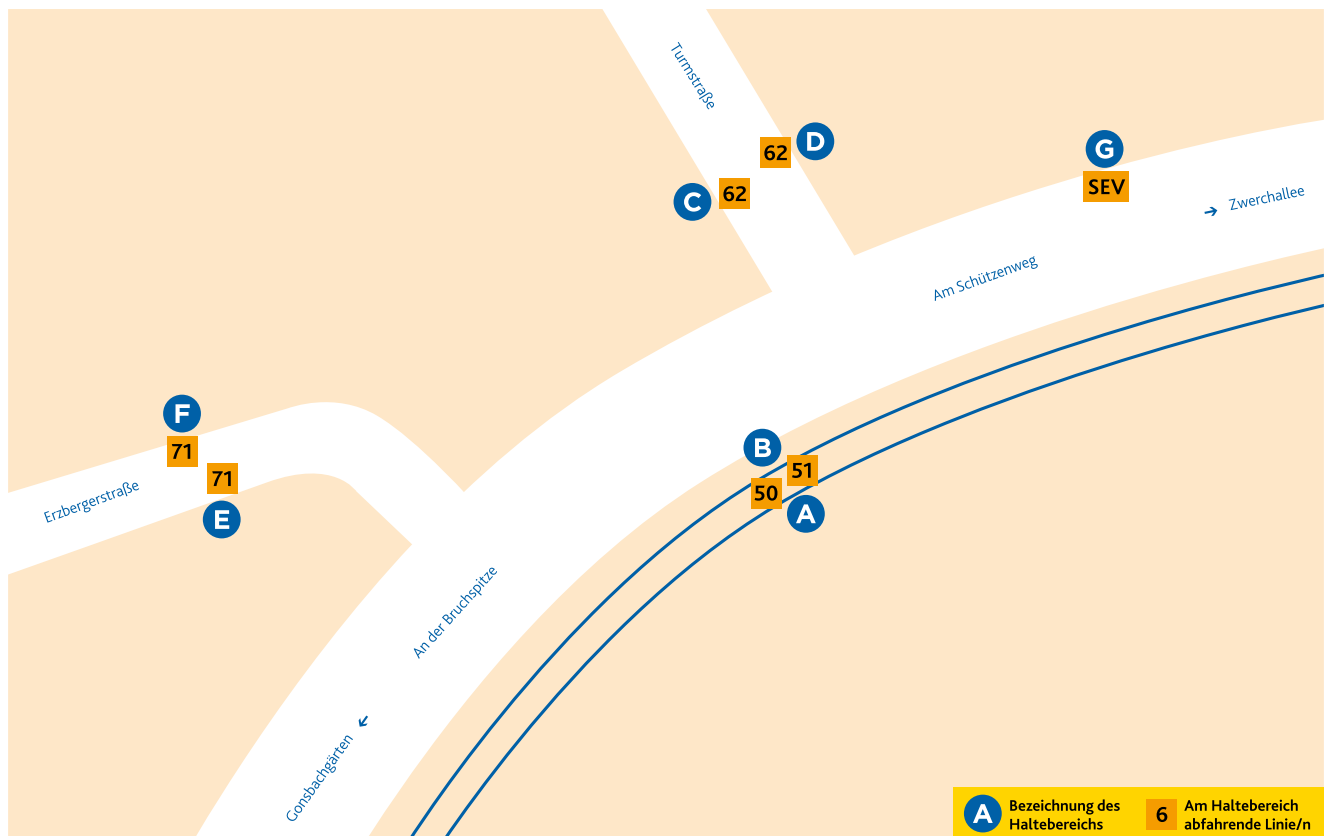 Turmstraße
D
62
G
C
62
SEV
→ Zwerchallee
Am Schützenweg
F
71
71
Erzbergerstraße
E
B
51
50
A
An der Bruchspitze
Gonsbachgärten
A
Bezeichnung des
Haltebereichs
6
Am Haltebereich
abfahrende Linie/n